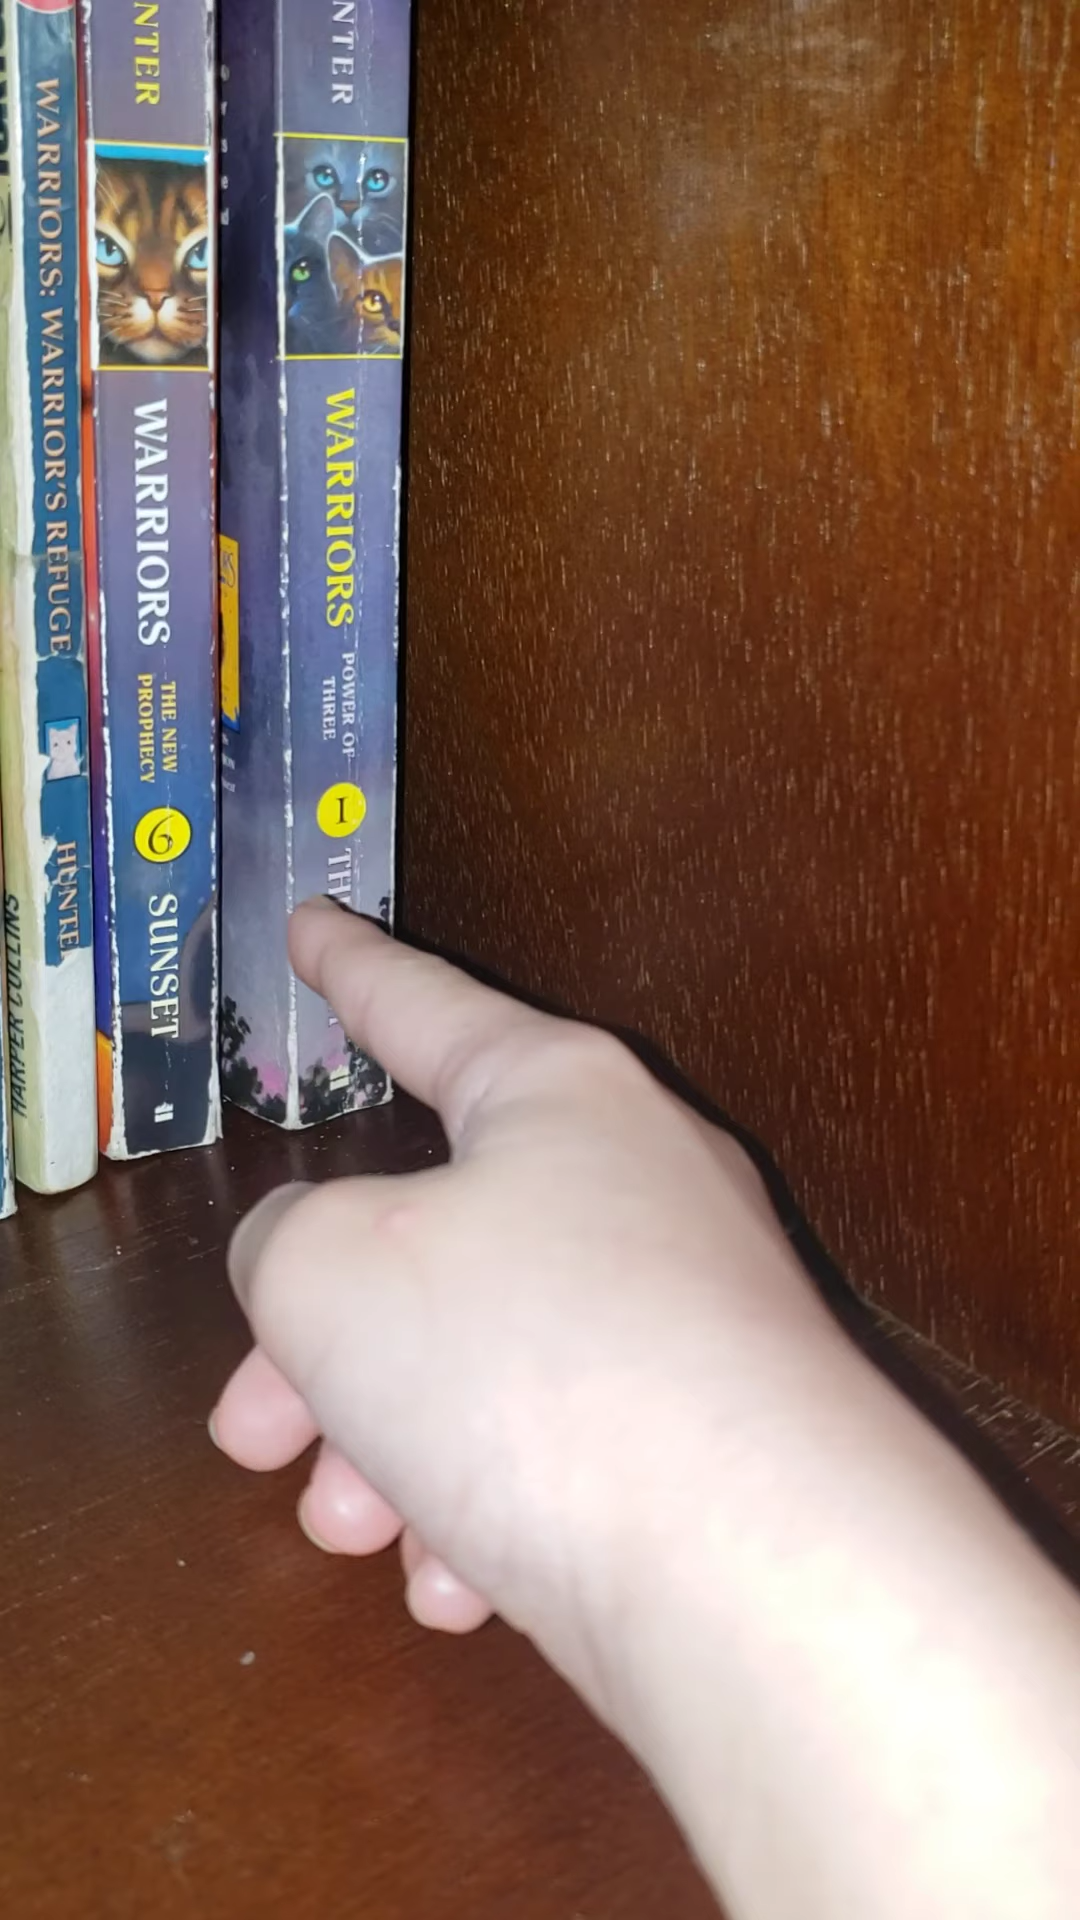 WARRIORS: WARRIOR'S REFUGE
HUNTE
HARPER COLLINS
NTER
WARRIORS
THE NEW
PROPHECY
6
SUNSET
NTER
WARRIORS
POWER OF
THREE
1
TH